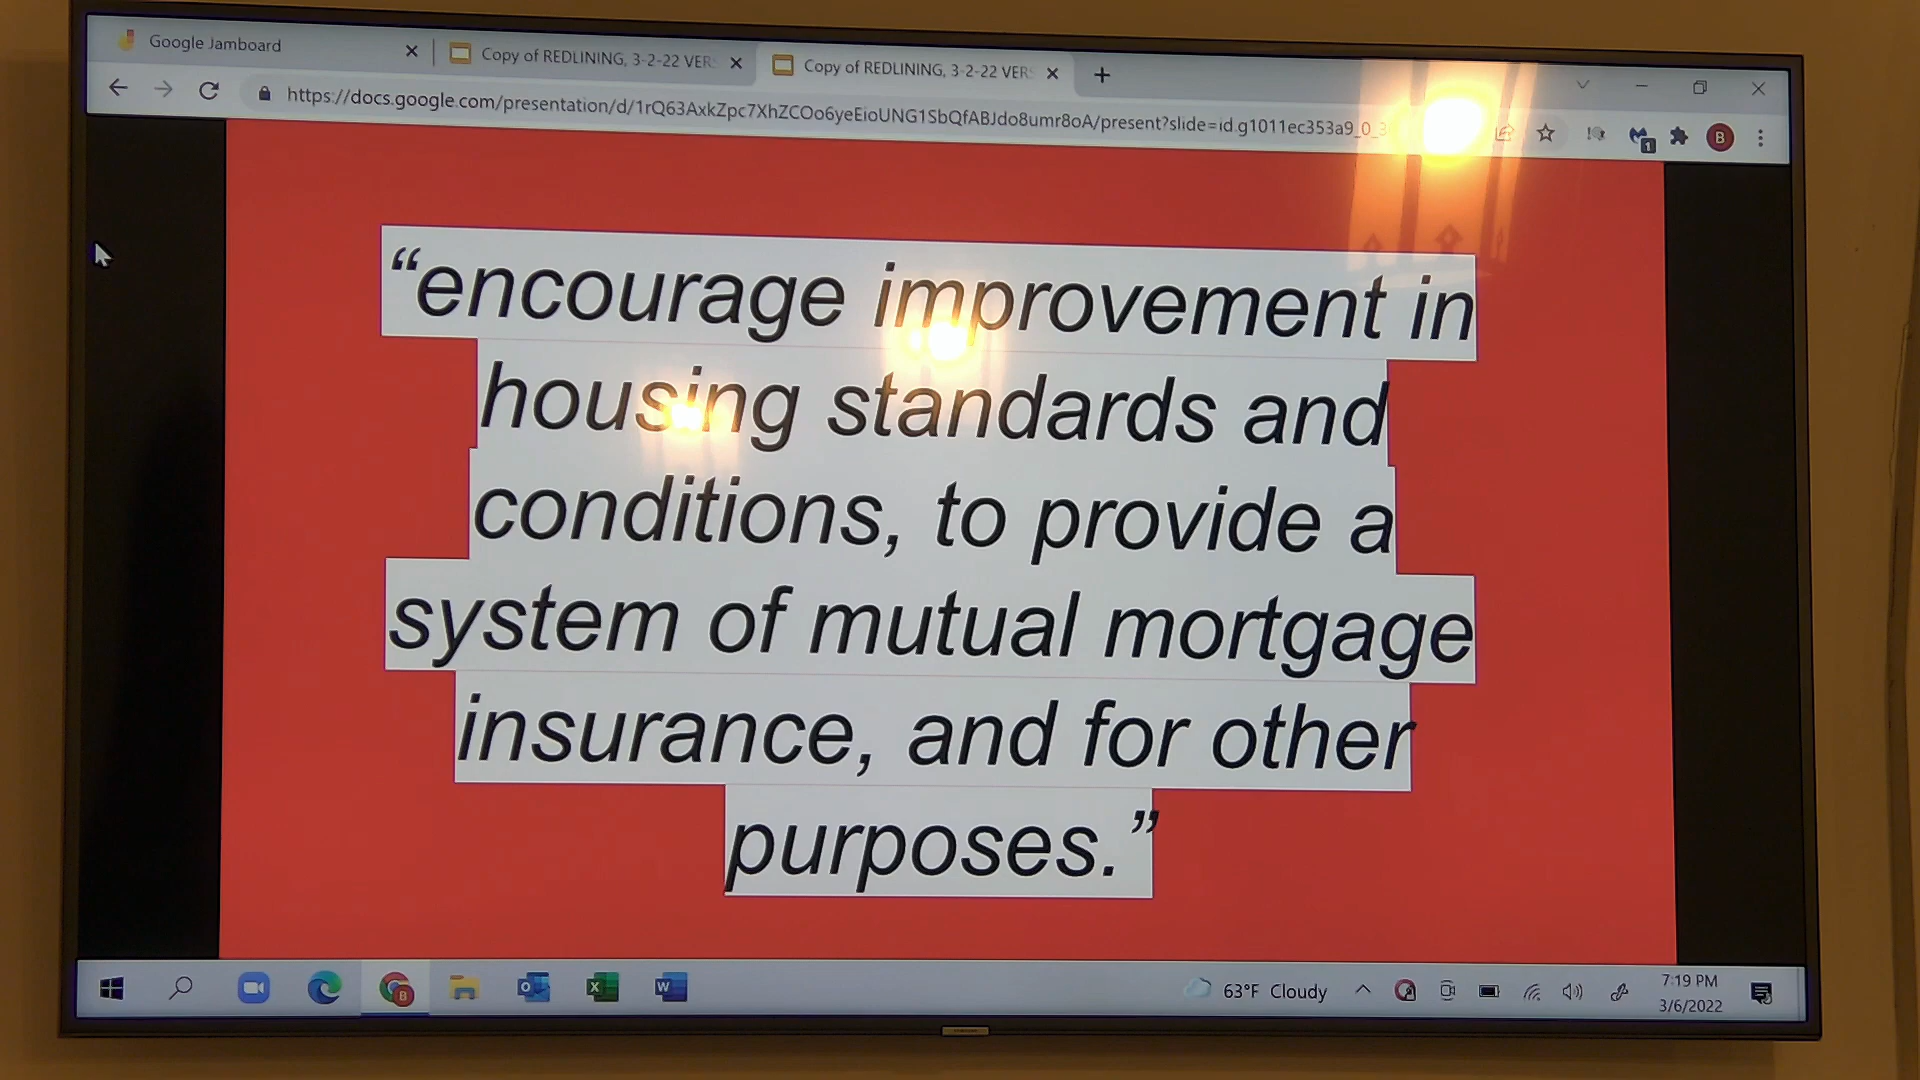 Google Jamboard
Copy of REDLINING, 3-2-22 VER
Copy of REDLINING, 3-2-22 VER
https://docs.google.com/presentation/d/1rQ63AxkZpc7XhZCOo6yeEioUNG1SbQfABJdo8umr8oA/present?slide=id.g1011ec353a9_0_3
1
B
“encourage improvement in
housing standards and
conditions, to provide a
system of mutual mortgage
insurance, and for other
purposes.”
63°F Cloudy
7:19 PM
3/6/2022